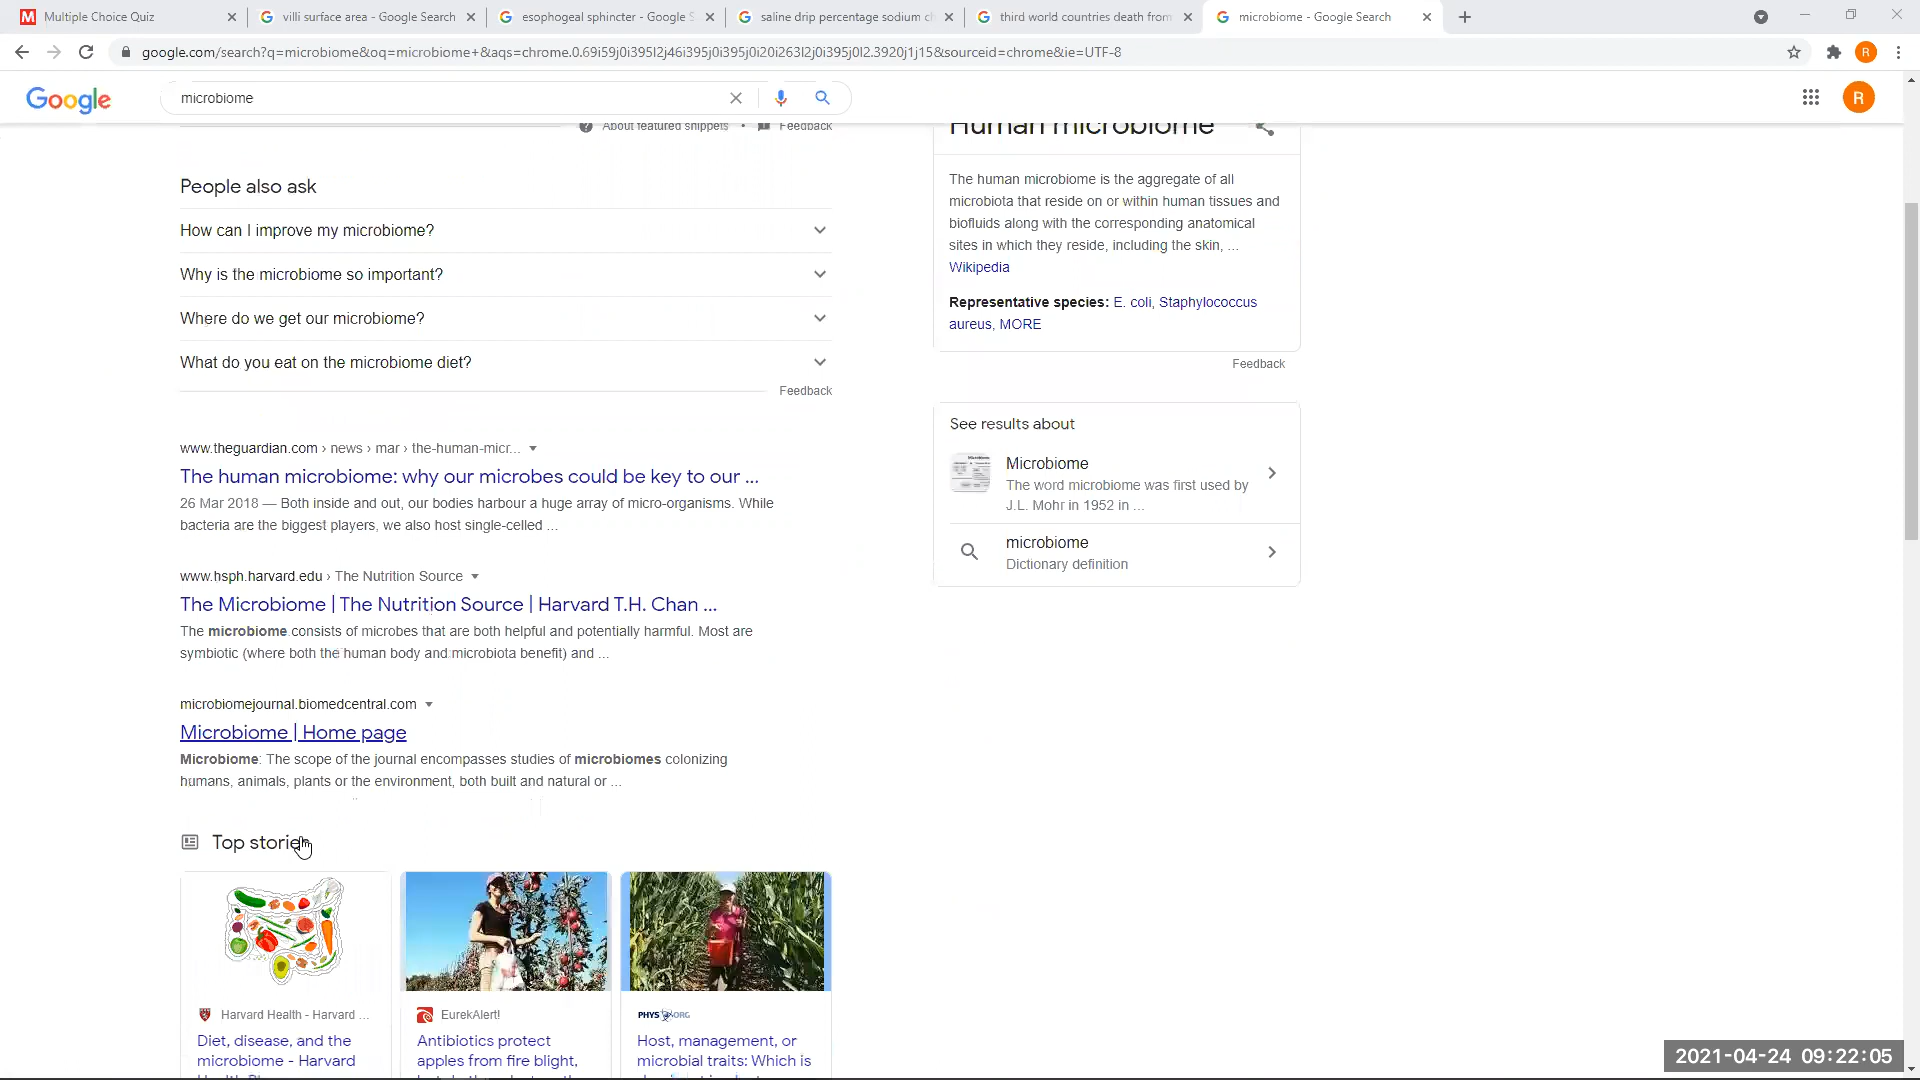 Multiple Choice Quiz
villi surface area - Google Search
esophogeal sphincter - Google S
saline drip percentage sodium ch
third world countries death from
microbiome - Google Search
google.com/search?q=microbiome&oq=microbiome+&aqs=chrome.0.69i59j0i395l2j46i395j0i395j0i20i263l2j0i395j0l2.3920j1j15&sourceid=chrome&ie=UTF-8
R
Google
microbiome
R
About featured snippets • Feedback
Human microbiome
People also ask
How can I improve my microbiome?
Why is the microbiome so important?
Where do we get our microbiome?
What do you eat on the microbiome diet?
Feedback
The human microbiome is the aggregate of all
microbiota that reside on or within human tissues and
biofluids along with the corresponding anatomical
sites in which they reside, including the skin, ...
Wikipedia
Representative species: E. coli, Staphylococcus
aureus, MORE
Feedback
See results about
Microbiome
The word microbiome was first used by
J.L. Mohr in 1952 in ...
microbiome
Dictionary definition
www.theguardian.com › news › mar › the-human-micr...
The human microbiome: why our microbes could be key to our ...
26 Mar 2018 — Both inside and out, our bodies harbour a huge array of micro-organisms. While
bacteria are the biggest players, we also host single-celled ...
www.hsph.harvard.edu › The Nutrition Source
The Microbiome | The Nutrition Source | Harvard T.H. Chan ...
The microbiome consists of microbes that are both helpful and potentially harmful. Most are
symbiotic (where both the human body and microbiota benefit) and ...
microbiomejournal.biomedcentral.com
Microbiome | Home page
Microbiome: The scope of the journal encompasses studies of microbiomes colonizing
humans, animals, plants or the environment, both built and natural or ...
Top stories
Harvard Health - Harvard ...
Diet, disease, and the
microbiome - Harvard
EurekAlert!
Antibiotics protect
apples from fire blight,
PHYS ORG
Host, management, or
microbial traits: Which is
2021-04-24 09:22:05